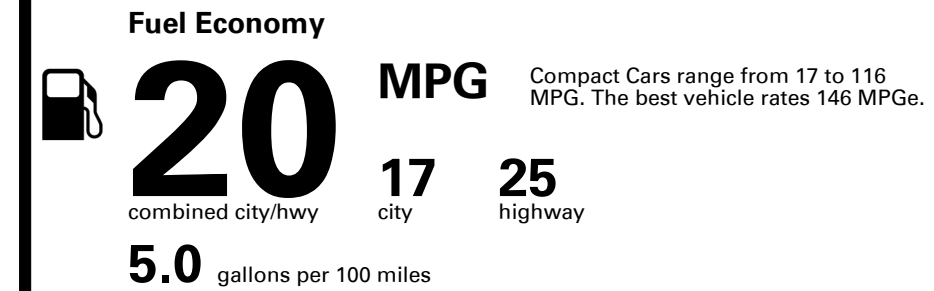 Fuel Economy
20 MPG
Compact Cars range from 17 to 116
MPG. The best vehicle rates 146 MPGe.
17 25
combined city/hwy city highway
5.0 gallons per 100 miles